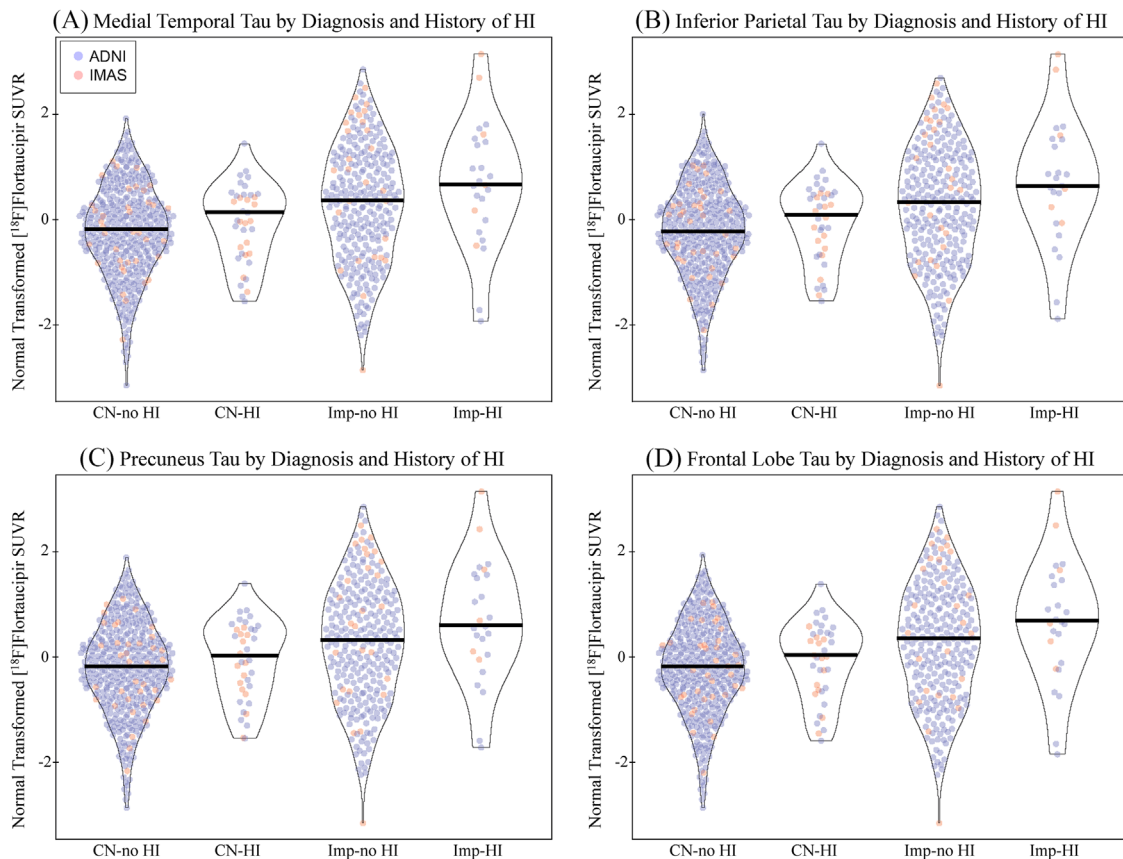 (A) Medial Temporal Tau by Diagnosis and History of HI
ADNI
IMAS
Normal Transformed [¹⁸F]Flortaucipir SUVR
2
0
-2
CN-no HI CN-HI Imp-no HI Imp-HI
(B) Inferior Parietal Tau by Diagnosis and History of HI
Normal Transformed [¹⁸F]Flortaucipir SUVR
2
0
-2
CN-no HI CN-HI Imp-no HI Imp-HI
(C) Precuneus Tau by Diagnosis and History of HI
Normal Transformed [¹⁸F]Flortaucipir SUVR
2
0
-2
CN-no HI CN-HI Imp-no HI Imp-HI
(D) Frontal Lobe Tau by Diagnosis and History of HI
Normal Transformed [¹⁸F]Flortaucipir SUVR
2
0
-2
CN-no HI CN-HI Imp-no HI Imp-HI